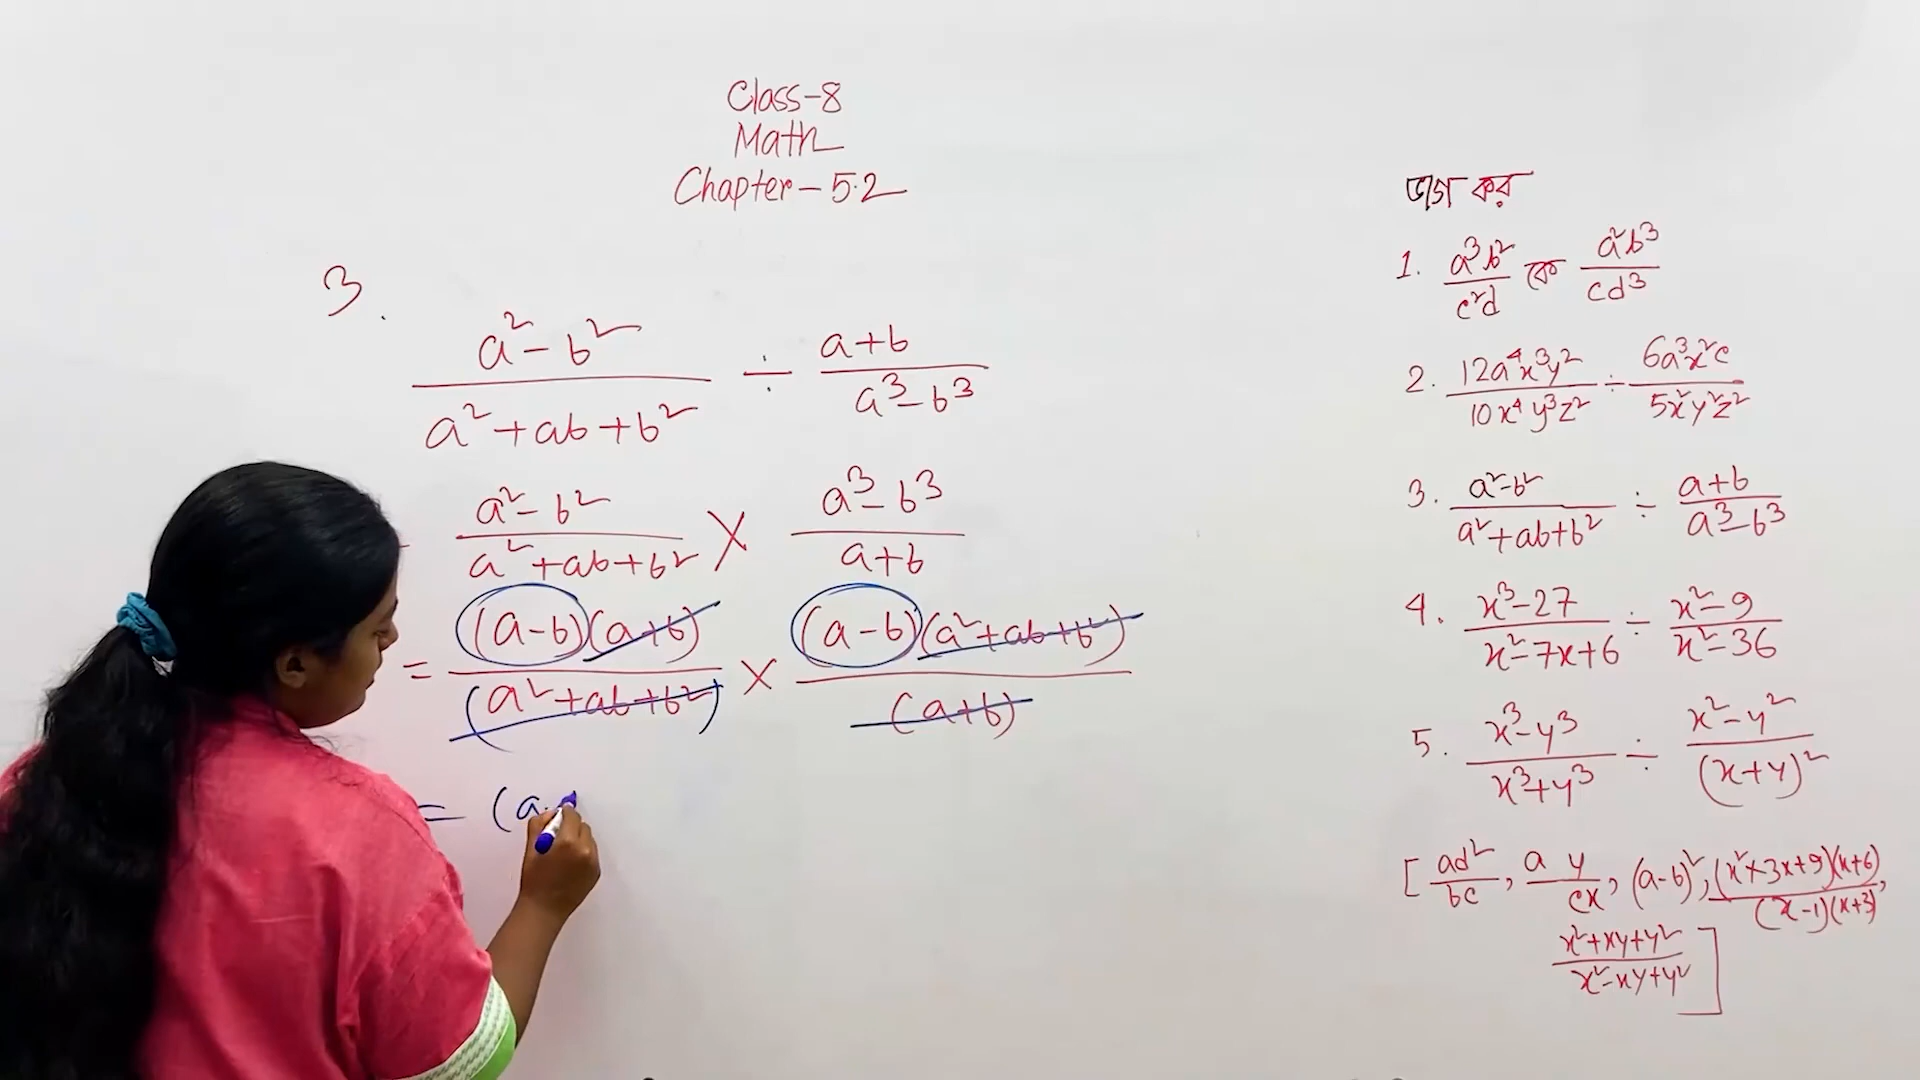 Class-8
Math
Chapter-5.2
3.
a²-b² / a²+ab+b² ÷ a+b / a³-b³
a²-b² / a²+ab+b² × a³-b³ / a+b
= (a-b)(a+b) / (a²+ab+b²) × (a-b)(a²+ab+b²) / (a+b)
= (a
ভাগ কর
1. a³b² / c²d কে a²b³ / cd³
2. 12a⁴x³y² / 10x⁴y³z² ÷ 6a³x²c / 5x²y²z²
3. a²-b² / a²+ab+b² ÷ a+b / a³-b³
4. x³-27 / x²-7x+6 ÷ x²-9 / x²-36
5. x³-y³ / x³+y³ ÷ x²-y² / (x+y)²
[ad² / bc, a y / cx, (a-b)², (x²+3x+9)(x+6) / (x-1)(x+3),
x²+xy+y² / x²-xy+y²]